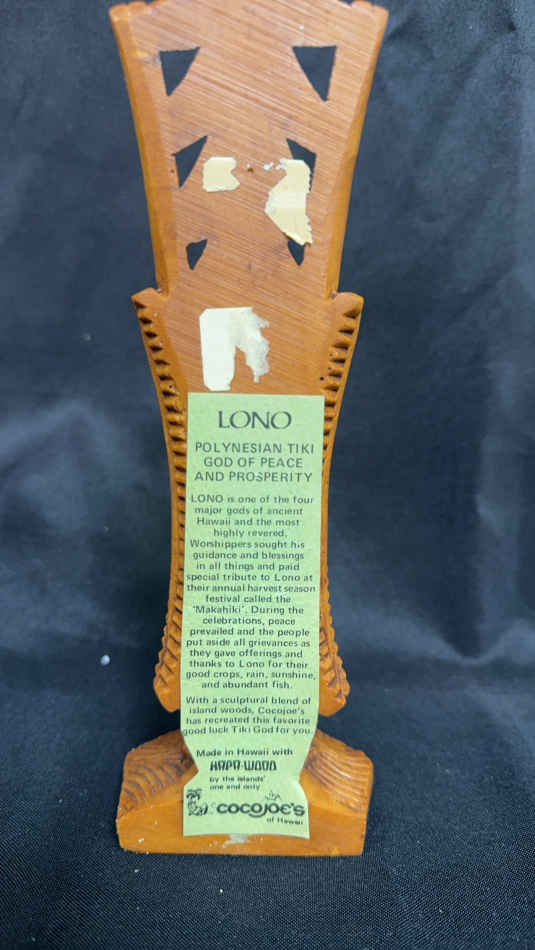 LONO
POLYNESIAN TIKI
GOD OF PEACE
AND PROSPERITY
LONO is one of the four
major gods of ancient
Hawaii and the most
highly revered.
Worshippers sought his
guidance and blessings
in all things and paid
special tribute to Lono at
their annual harvest season
festival called the
'Makahiki'. During the
celebrations, peace
prevailed and the people
put aside all grievances as
they gave offerings and
thanks to Lono for their
good crops, rain, sunshine,
and abundant fish.
With a sculptural blend of
island woods, Cocojoe's
has recreated this favorite
good luck Tiki God for you.
Made in Hawaii with
HAPA-WOOD
by the islands'
one and only
COCOJOE'S
of Hawaii